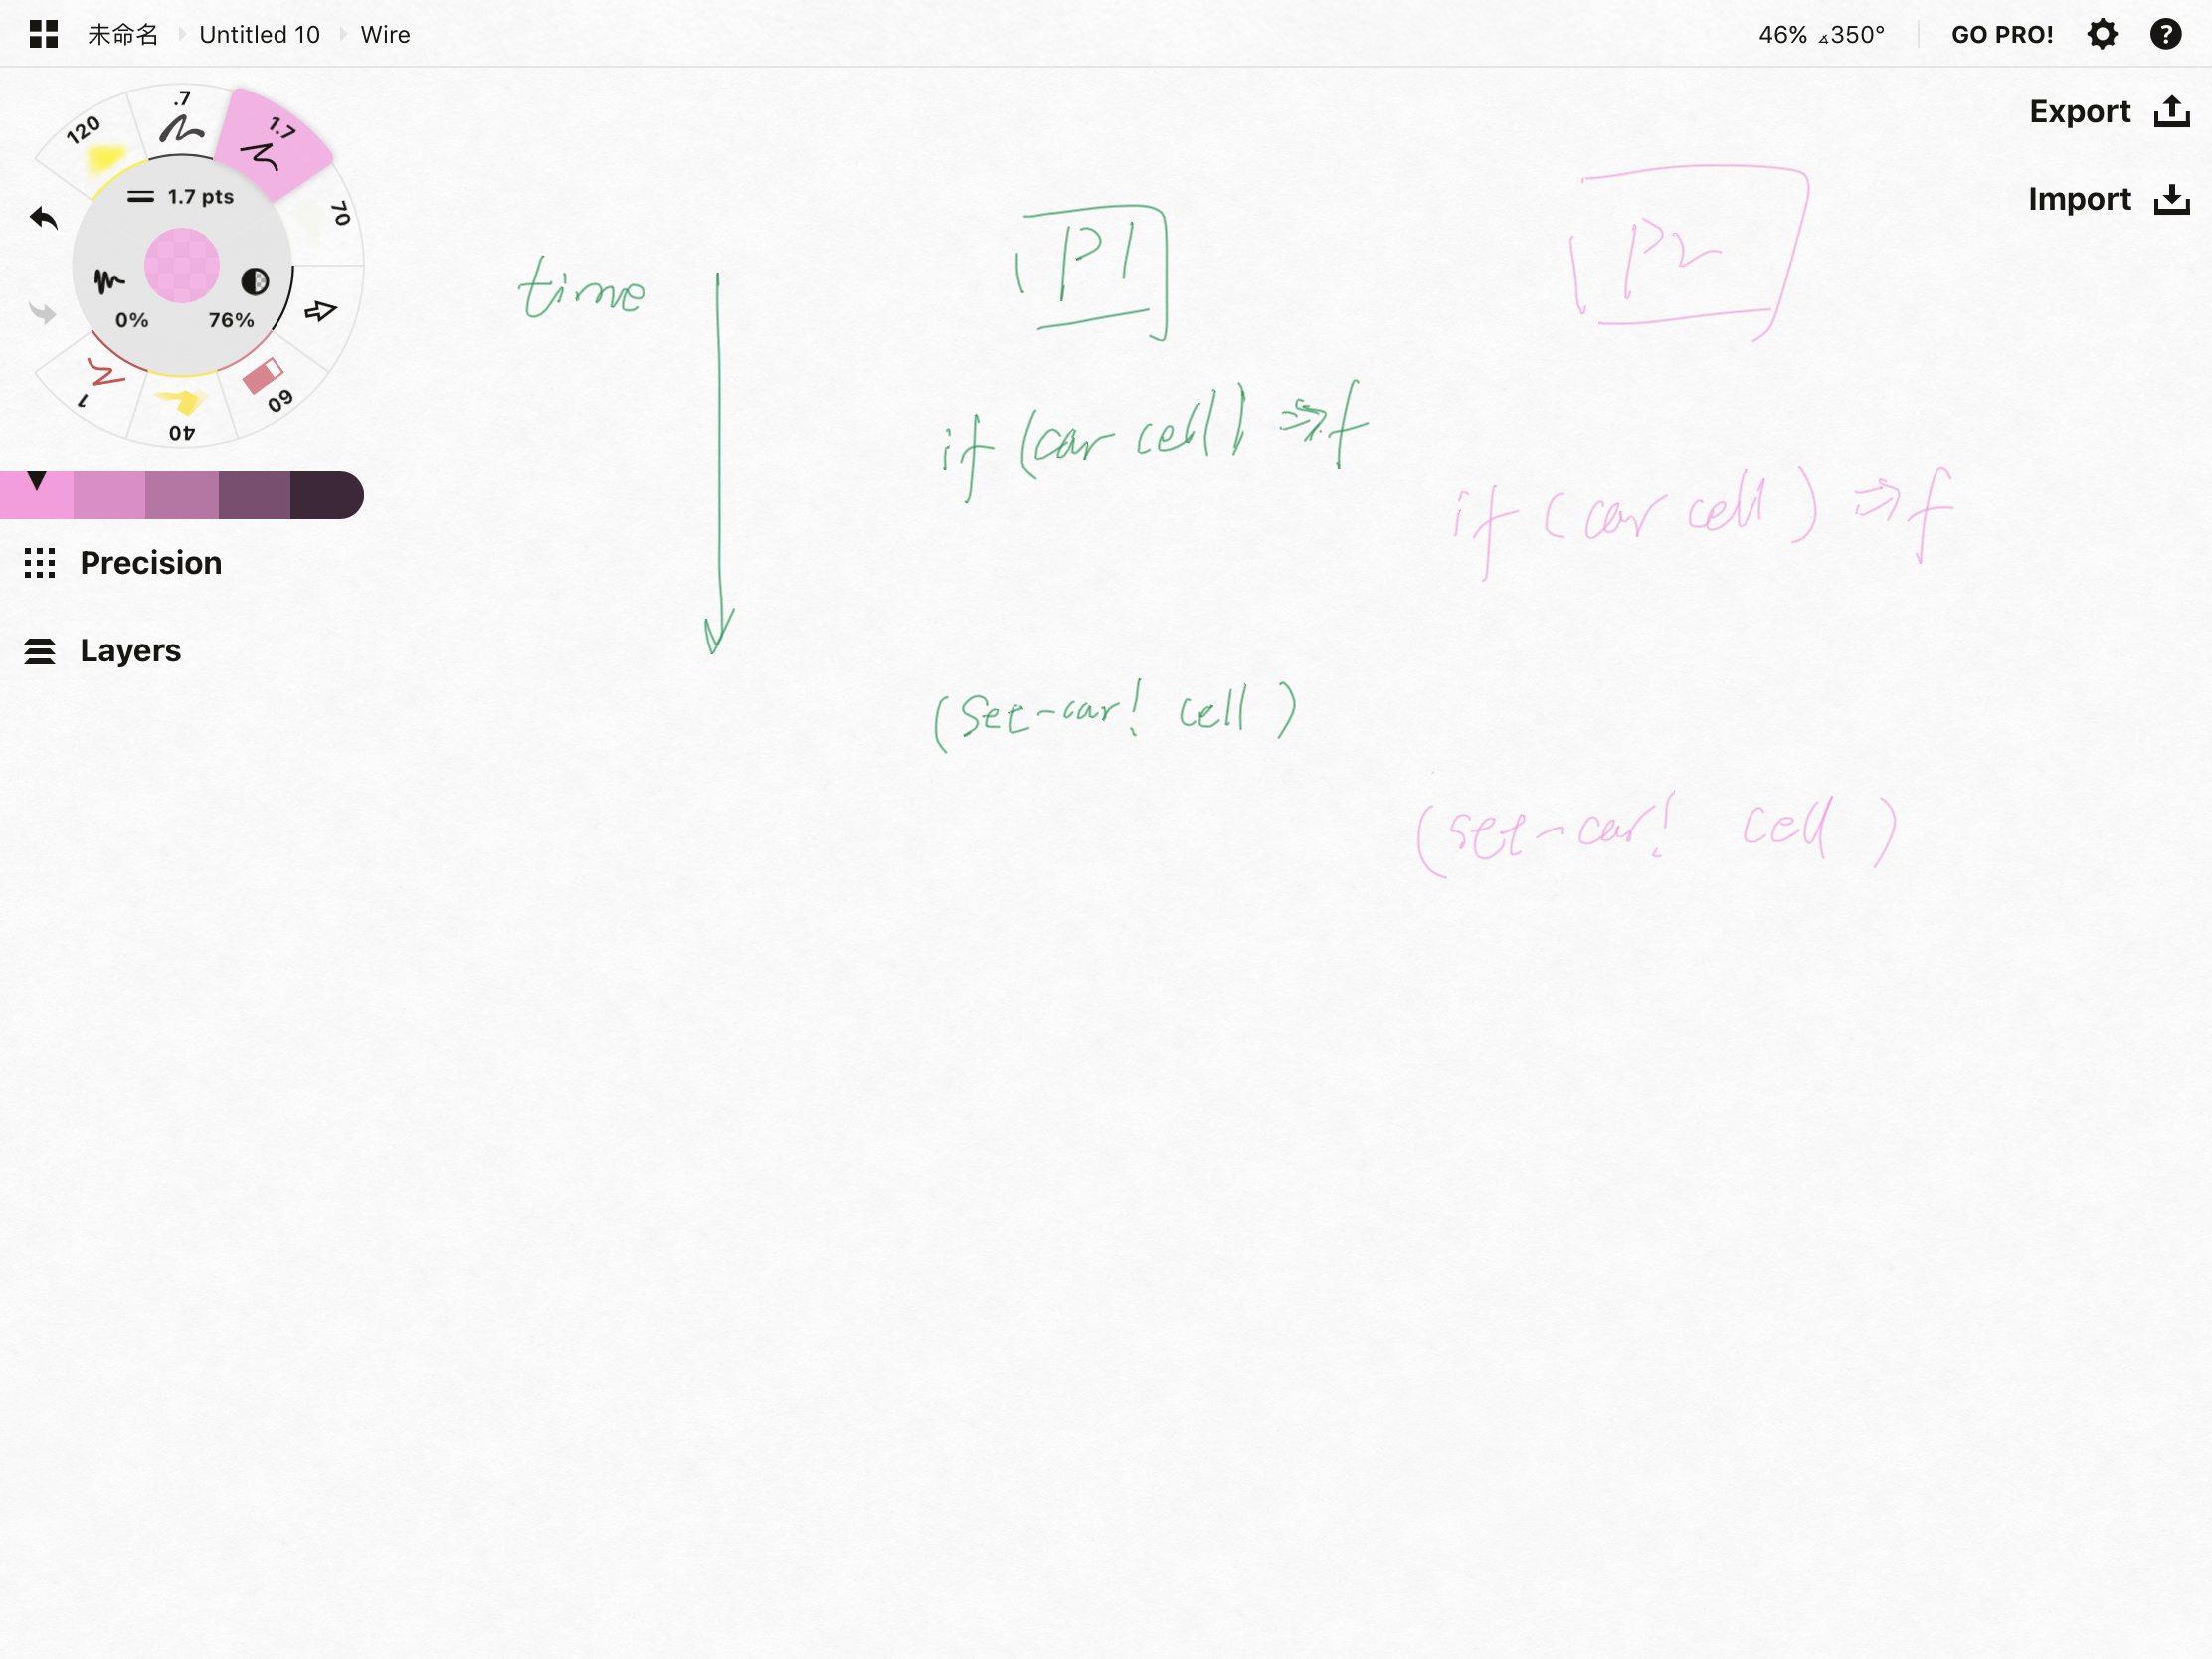 未命名 Untitled 10 Wire
46% ∡350° GO PRO!
Export
Import
120
.7
1.7
70
1.7 pts
0% 76%
1
40
60
Precision
Layers
time
P1
P2
if (car cell) ⇒ f
if (car cell) ⇒ f
(set-car! cell )
(set-car! cell )